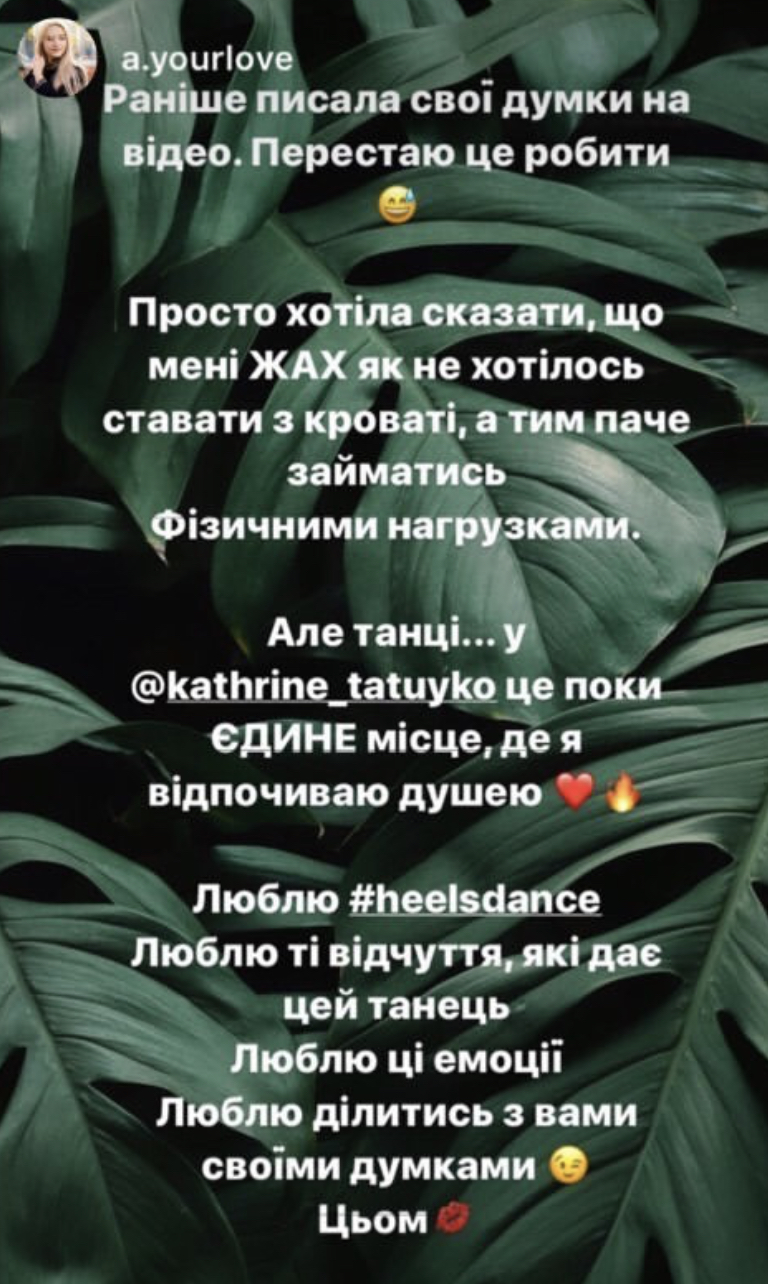 a.yourlove
Раніше писала свої думки на
відео. Перестаю це робити
😅
Просто хотіла сказати, що
мені ЖАХ як не хотілось
ставати з кроваті, а тим паче
займатись
Фізичними нагрузками.
Але танці... у
@kathrine_tatuyko це поки
ЄДИНЕ місце, де я
відпочиваю душею ❤️🔥
Люблю #heelsdance
Люблю ті відчуття, які дає
цей танець
Люблю ці емоції
Люблю ділитись з вами
своїми думками 😉
Цьом💋